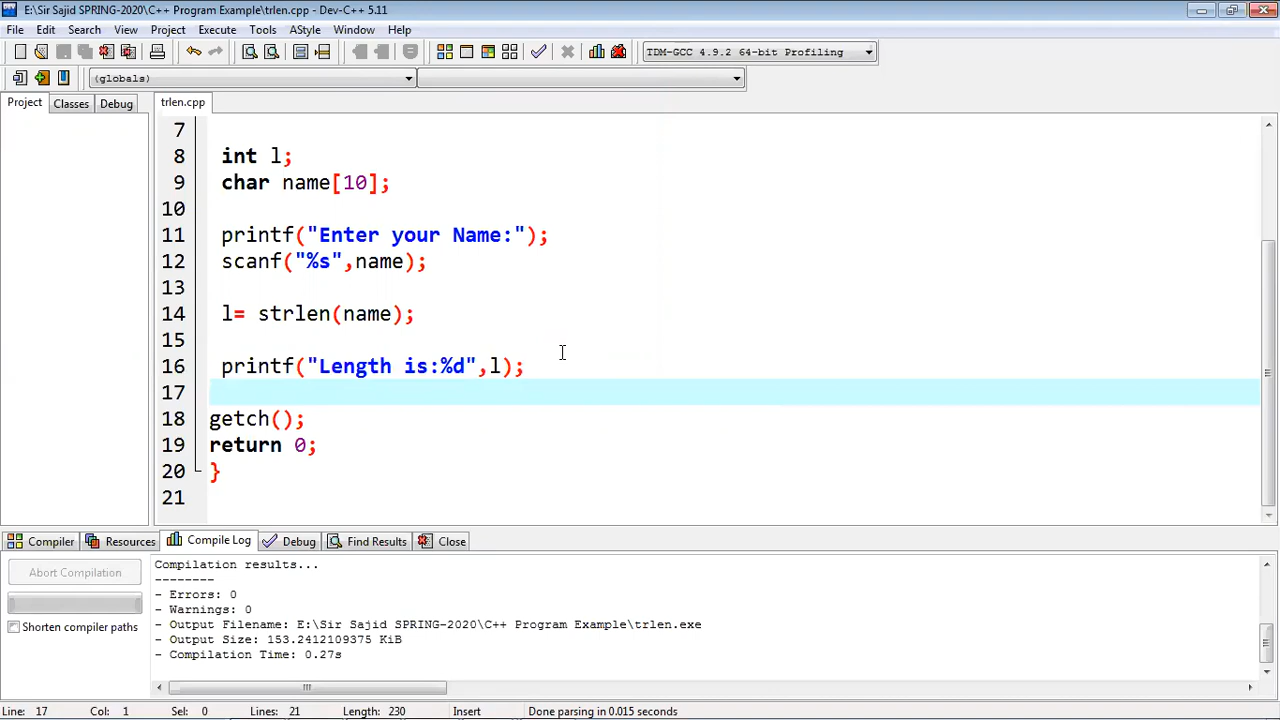 E:\Sir Sajid SPRING-2020\C++ Program Example\trlen.cpp - Dev-C++ 5.11
File Edit Search View Project Execute Tools AStyle Window Help
TDM-GCC 4.9.2 64-bit Profiling
(globals)
Project Classes Debug
trlen.cpp
7
8 int l;
9 char name[10];
10
11 printf("Enter your Name:");
12 scanf("%s",name);
13
14 l= strlen(name);
15
16 printf("Length is:%d",l);
17
18 getch();
19 return 0;
20 }
21
Compiler Resources Compile Log Debug Find Results Close
Abort Compilation
Shorten compiler paths
Compilation results...
--------
- Errors: 0
- Warnings: 0
- Output Filename: E:\Sir Sajid SPRING-2020\C++ Program Example\trlen.exe
- Output Size: 153.2412109375 KiB
- Compilation Time: 0.27s
Line: 17 Col: 1 Sel: 0 Lines: 21 Length: 230 Insert Done parsing in 0.015 seconds